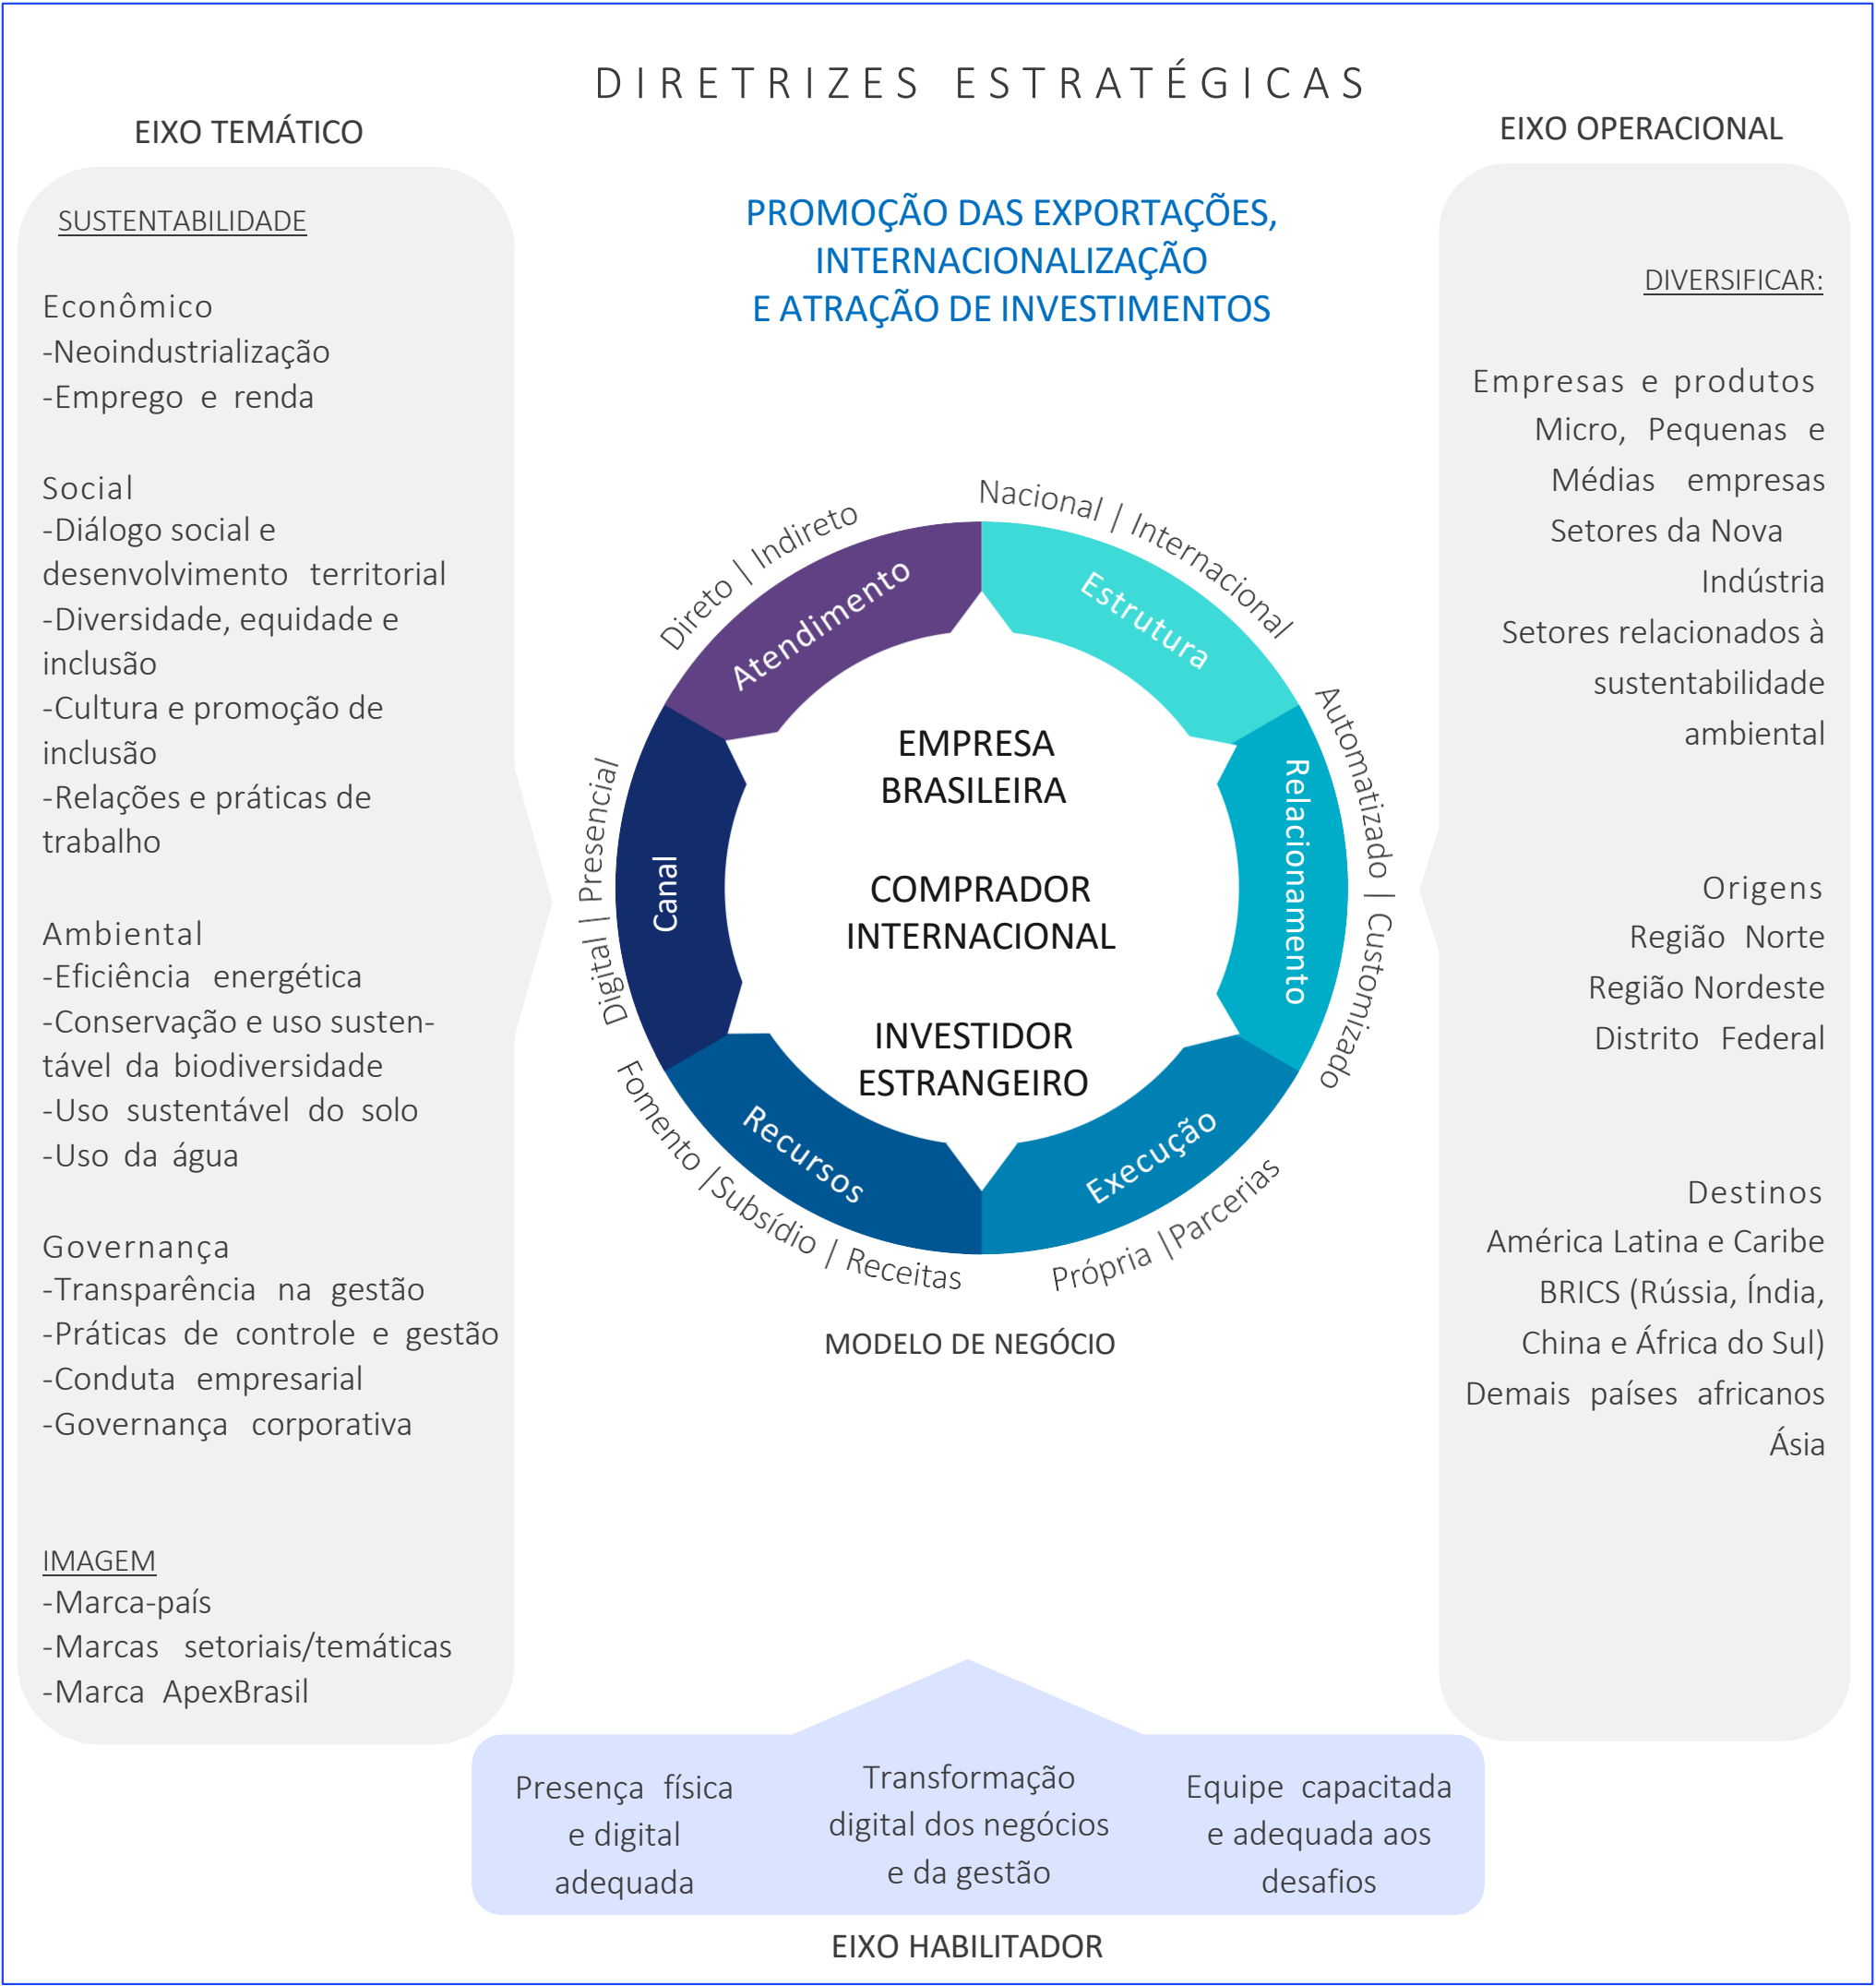 DIRETRIZES ESTRATÉGICAS
EIXO TEMÁTICO
SUSTENTABILIDADE
Econômico
-Neoindustrialização
-Emprego e renda
Social
-Diálogo social e
desenvolvimento territorial
-Diversidade, equidade e
inclusão
-Cultura e promoção de
inclusão
-Relações e práticas de
trabalho
Ambiental
-Eficiência energética
-Conservação e uso susten-
tável da biodiversidade
-Uso sustentável do solo
-Uso da água
Governança
-Transparência na gestão
-Práticas de controle e gestão
-Conduta empresarial
-Governança corporativa
IMAGEM
-Marca-país
-Marcas setoriais/temáticas
-Marca ApexBrasil
PROMOÇÃO DAS EXPORTAÇÕES,
INTERNACIONALIZAÇÃO
E ATRAÇÃO DE INVESTIMENTOS
Direto | Indireto
Atendimento
Nacional | Internacional
Estrutura
Automatizado | Customizado
Relacionamento
Própria |Parcerias
Execução
Fomento |Subsídio | Receitas
Recursos
Digital | Presencial
Canal
EMPRESA
BRASILEIRA
COMPRADOR
INTERNACIONAL
INVESTIDOR
ESTRANGEIRO
MODELO DE NEGÓCIO
EIXO OPERACIONAL
DIVERSIFICAR:
Empresas e produtos
Micro, Pequenas e
Médias empresas
Setores da Nova
Indústria
Setores relacionados à
sustentabilidade
ambiental
Origens
Região Norte
Região Nordeste
Distrito Federal
Destinos
América Latina e Caribe
BRICS (Rússia, Índia,
China e África do Sul)
Demais países africanos
Ásia
Presença física
e digital
adequada
Transformação
digital dos negócios
e da gestão
Equipe capacitada
e adequada aos
desafios
EIXO HABILITADOR